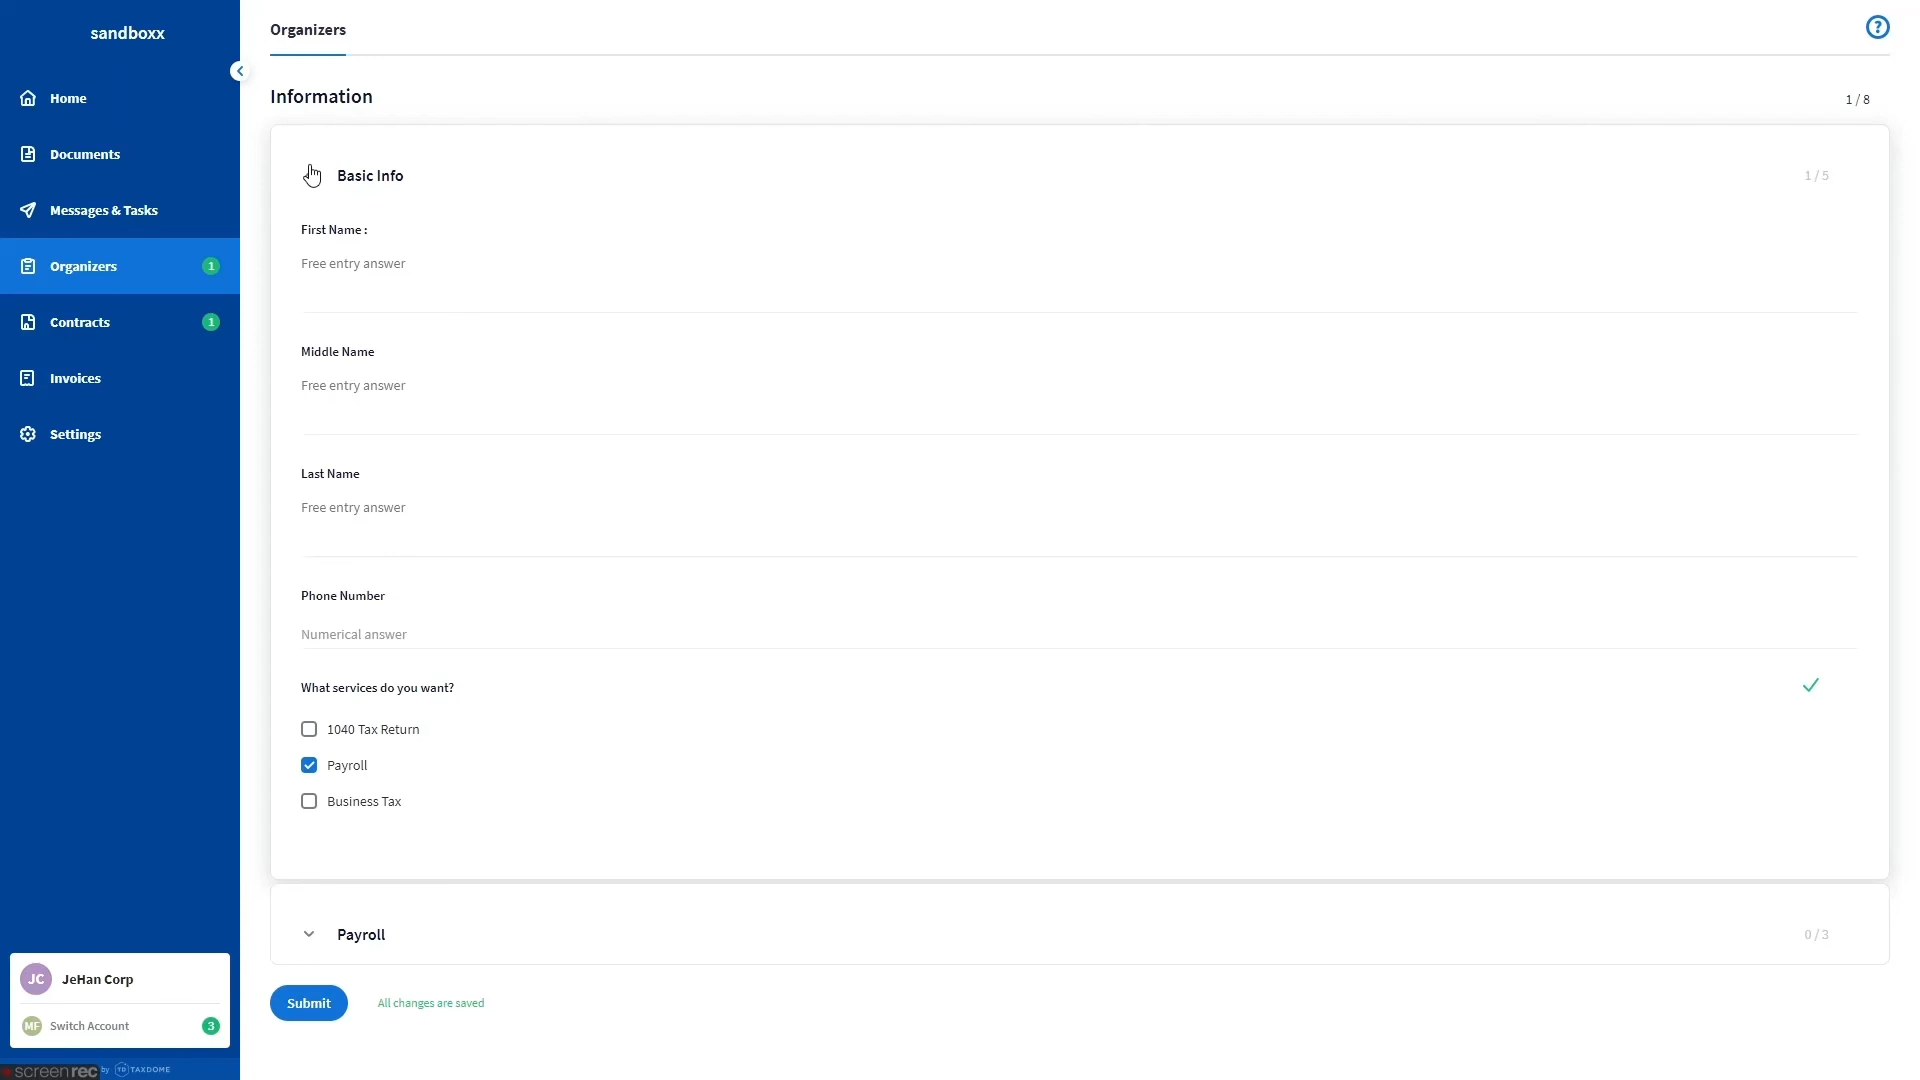 sandboxx
Home
Documents
Messages & Tasks
Organizers 1
Contracts 1
Invoices
Settings
JC JeHan Corp
MF Switch Account 3
screenrec by TD TAXDOME
Organizers ?
Information 1 / 8
Basic Info 1 / 5
First Name :
Free entry answer
Middle Name
Free entry answer
Last Name
Free entry answer
Phone Number
Numerical answer
What services do you want?
1040 Tax Return
Payroll
Business Tax
Payroll 0 / 3
Submit All changes are saved